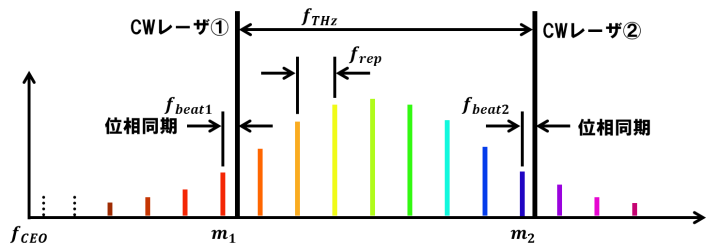 f_THz
CWレーザ①
CWレーザ②
f_rep
f_beat1
f_beat2
位相同期
位相同期
f_CEO
m_1
m_2